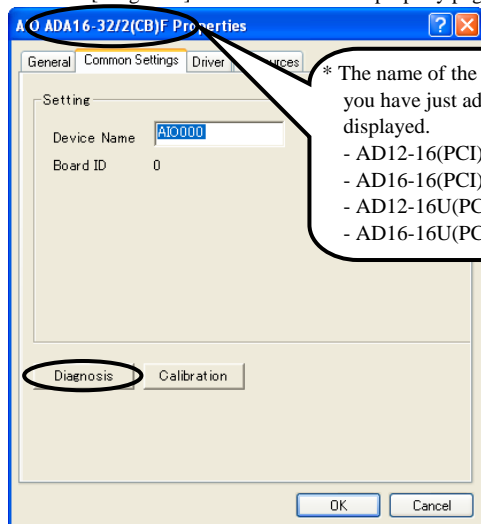 AIO ADA16-32/2(CB)F Properties
General Common Settings Driver
Setting
Device Name AIO000
Board ID 0
* The name of the
you have just ad
displayed.
- AD12-16(PCI)
- AD16-16(PCI)
- AD12-16U(PC
- AD16-16U(PC
Diagnosis Calibration
OK Cancel